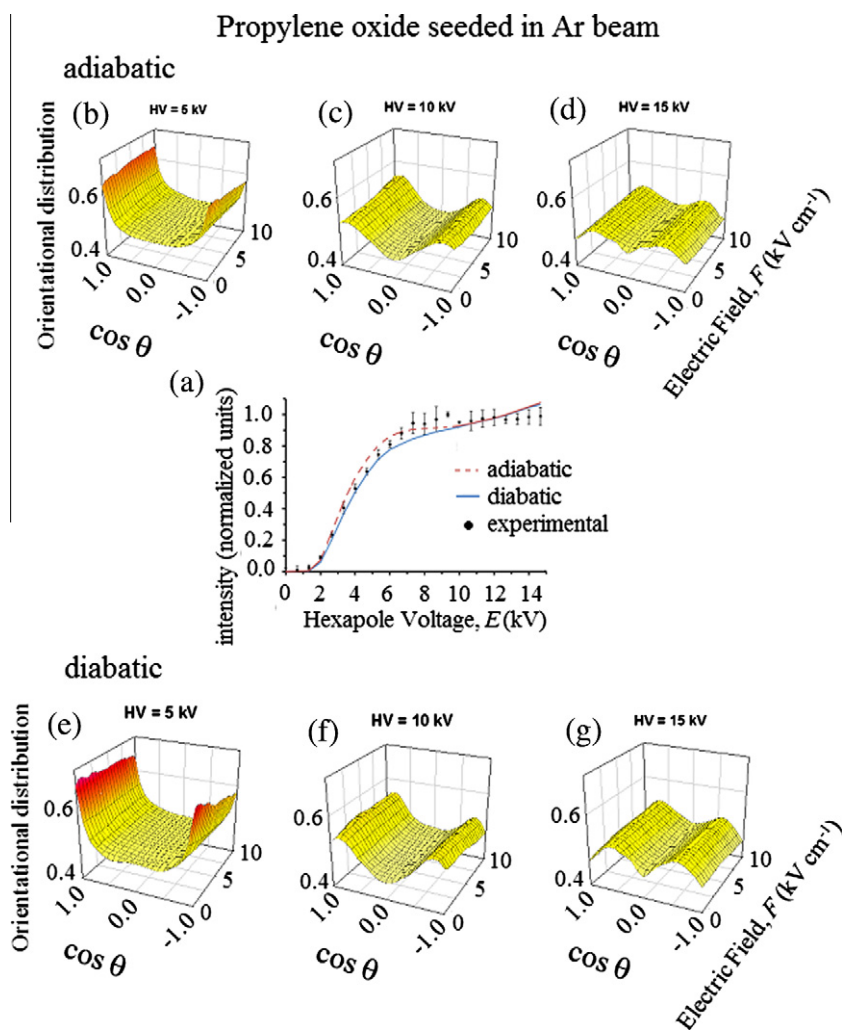 Propylene oxide seeded in Ar beam
adiabatic
(b) HV = 5 kV
(c) HV = 10 kV
(d) HV = 15 kV
Orientational distribution
0.6
0.4
1.0
0.0
-1.0
0
5
10
cos θ
0.6
0.4
1.0
0.0
-1.0
0
5
10
cos θ
0.6
0.4
1.0
0.0
-1.0
0
5
10
cos θ
Electric Field, F (kV cm⁻¹)
(a)
intensity (normalized units)
1.0
0.8
0.6
0.4
0.2
0.0
adiabatic
diabatic
experimental
0 2 4 6 8 10 12 14
Hexapole Voltage, E (kV)
diabatic
(e) HV = 5 kV
(f) HV = 10 kV
(g) HV = 15 kV
Orientational distribution
0.6
0.4
1.0
0.0
-1.0
0
5
10
cos θ
0.6
0.4
1.0
0.0
-1.0
0
5
10
cos θ
0.6
0.4
1.0
0.0
-1.0
0
5
10
cos θ
Electric Field, F (kV cm⁻¹)